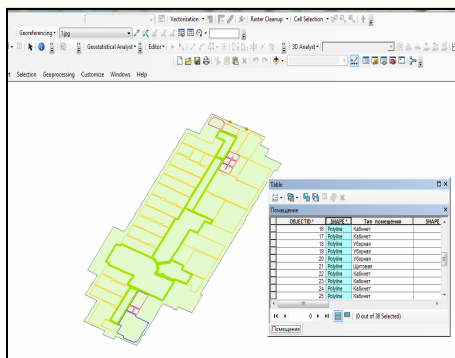 Vectorization Raster Cleanup Cell Selection
Georeferencing 1.jpg
Geostatistical Analyst Editor 3D Analyst
Selection Geoprocessing Customize Windows Help
Table
Помещение
OBJECTID * SHAPE * Тип помещения SHAPE
16 Polyline Кабинет
17 Polyline Кабинет
18 Polyline Уборная
19 Polyline Уборная
20 Polyline Уборная
21 Polyline Щитовая
22 Polyline Кабинет
23 Polyline Кабинет
24 Polyline Кабинет
25 Polyline Кабинет
0 (0 out of 38 Selected)
Помещение